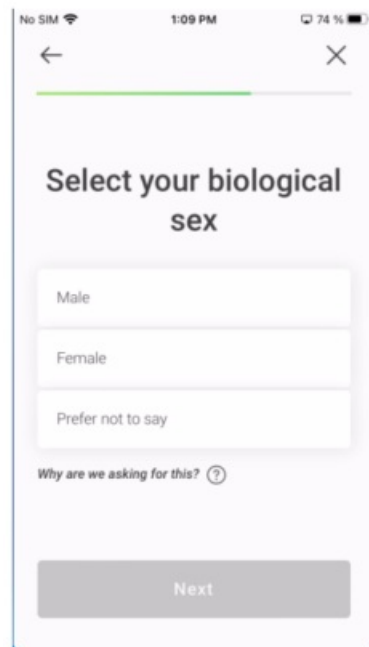 No SIM 1:09 PM 74 %
Select your biological
sex
Male
Female
Prefer not to say
Why are we asking for this? ?
Next